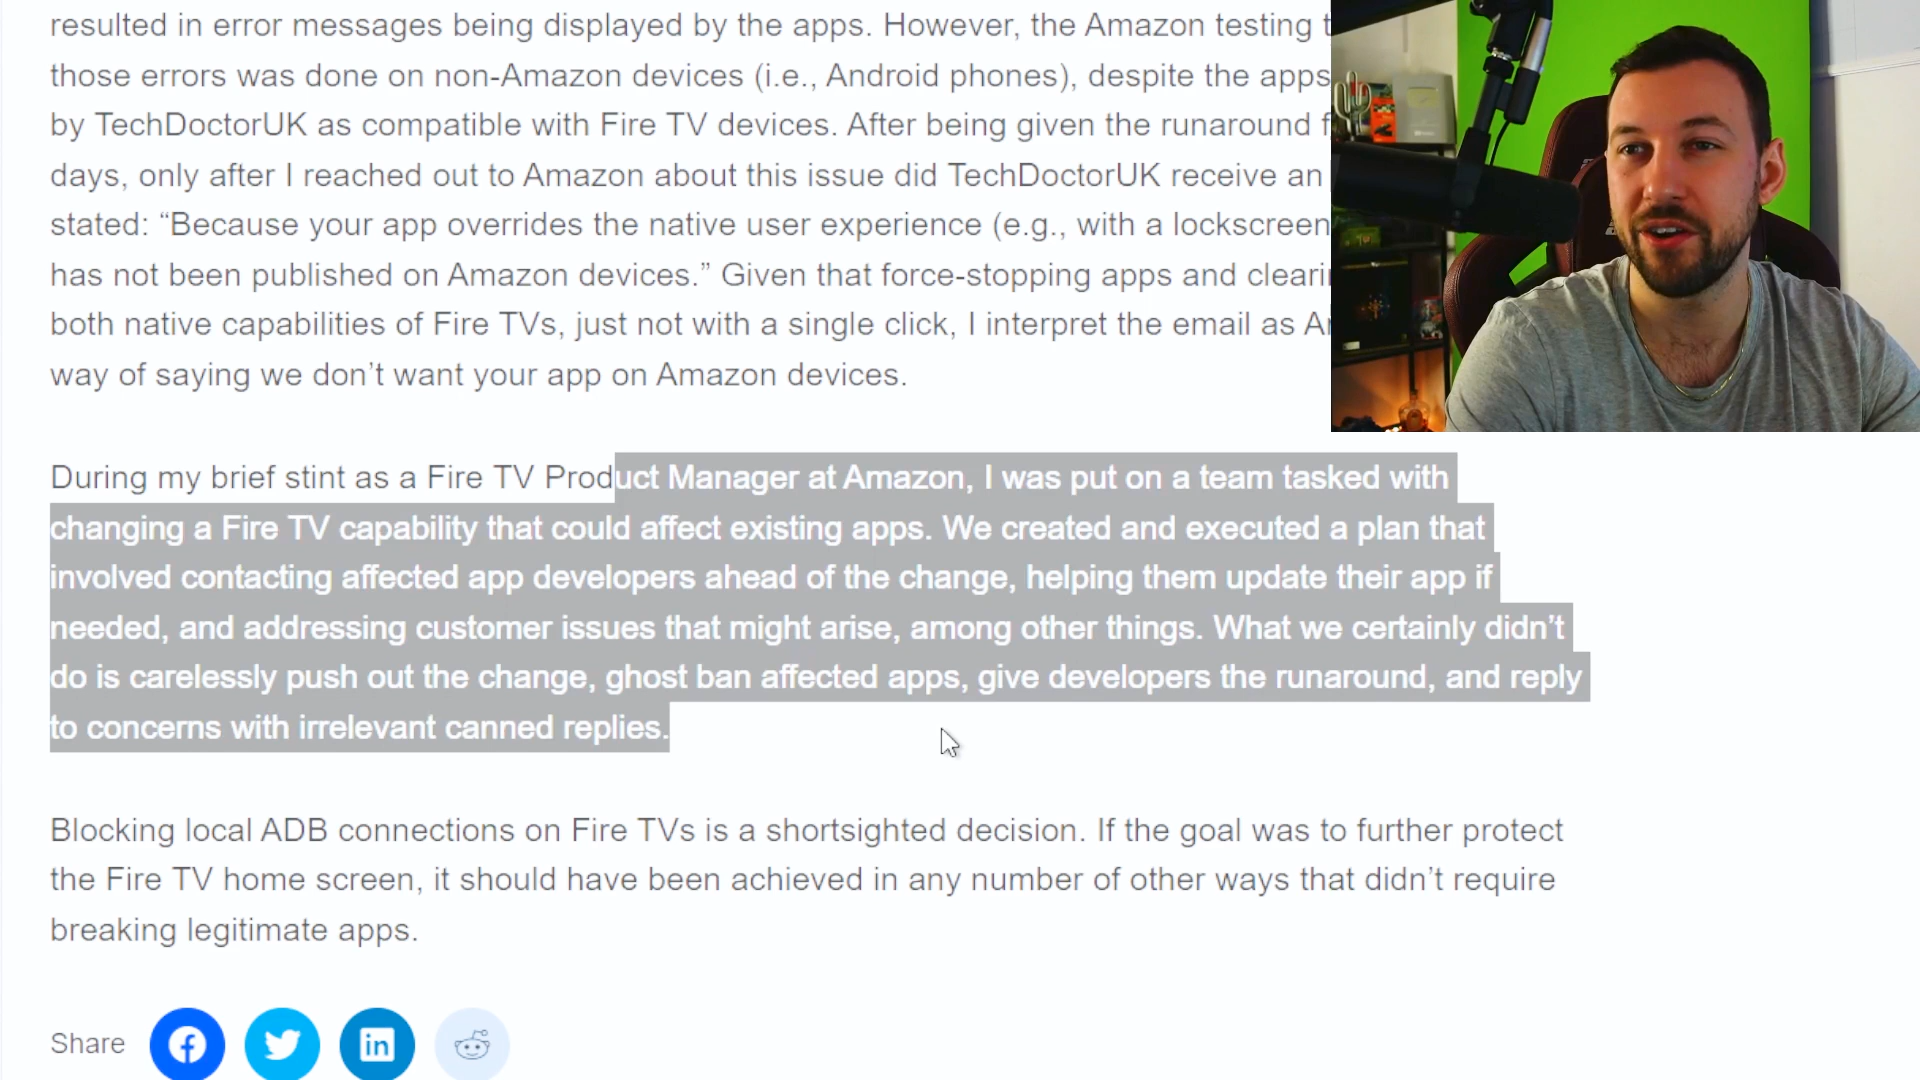 resulted in error messages being displayed by the apps. However, the Amazon testing
those errors was done on non-Amazon devices (i.e., Android phones), despite the apps
by TechDoctorUK as compatible with Fire TV devices. After being given the runaround
days, only after I reached out to Amazon about this issue did TechDoctorUK receive an
stated: “Because your app overrides the native user experience (e.g., with a lockscreen
has not been published on Amazon devices.” Given that force-stopping apps and
both native capabilities of Fire TVs, just not with a single click, I interpret the email as
way of saying we don’t want your app on Amazon devices.
During my brief stint as a Fire TV Product Manager at Amazon, I was put on a team tasked with
changing a Fire TV capability that could affect existing apps. We created and executed a plan that
involved contacting affected app developers ahead of the change, helping them update their app if
needed, and addressing customer issues that might arise, among other things. What we certainly didn’t
do is carelessly push out the change, ghost ban affected apps, give developers the runaround, and reply
to concerns with irrelevant canned replies.
Blocking local ADB connections on Fire TVs is a shortsighted decision. If the goal was to further protect
the Fire TV home screen, it should have been achieved in any number of other ways that didn’t require
breaking legitimate apps.
Share